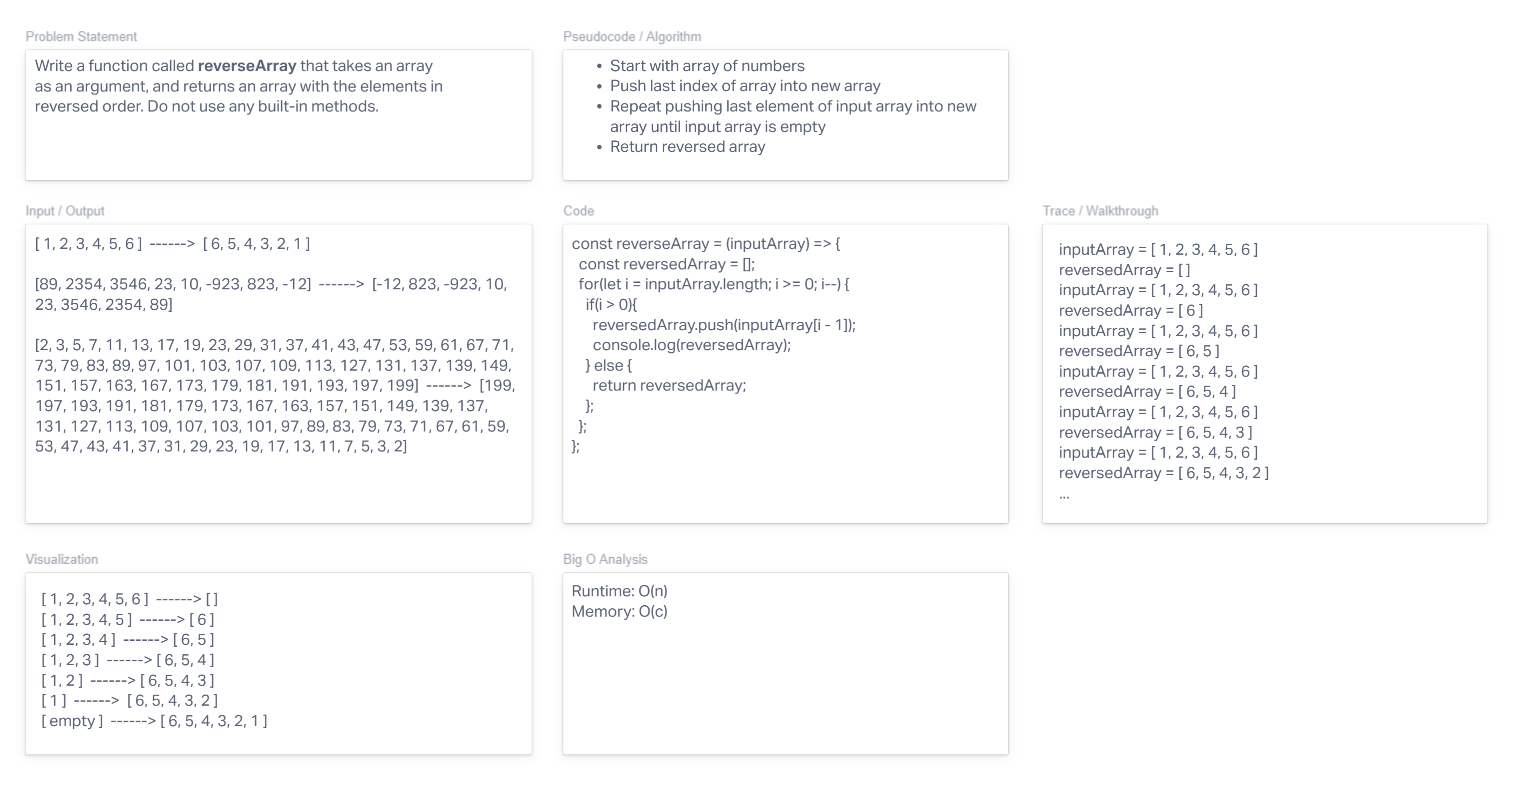 Problem Statement
Write a function called reverseArray that takes an array
as an argument, and returns an array with the elements in
reversed order. Do not use any built-in methods.
Pseudocode / Algorithm
• Start with array of numbers
• Push last index of array into new array
• Repeat pushing last element of input array into new
array until input array is empty
• Return reversed array
Input / Output
[ 1, 2, 3, 4, 5, 6 ] ------> [ 6, 5, 4, 3, 2, 1 ]
[89, 2354, 3546, 23, 10, -923, 823, -12] ------> [-12, 823, -923, 10,
23, 3546, 2354, 89]
[2, 3, 5, 7, 11, 13, 17, 19, 23, 29, 31, 37, 41, 43, 47, 53, 59, 61, 67, 71,
73, 79, 83, 89, 97, 101, 103, 107, 109, 113, 127, 131, 137, 139, 149,
151, 157, 163, 167, 173, 179, 181, 191, 193, 197, 199] ------> [199,
197, 193, 191, 181, 179, 173, 167, 163, 157, 151, 149, 139, 137,
131, 127, 113, 109, 107, 103, 101, 97, 89, 83, 79, 73, 71, 67, 61, 59,
53, 47, 43, 41, 37, 31, 29, 23, 19, 17, 13, 11, 7, 5, 3, 2]
Code
const reverseArray = (inputArray) => {
  const reversedArray = [];
  for(let i = inputArray.length; i >= 0; i--) {
    if(i > 0){
      reversedArray.push(inputArray[i - 1]);
      console.log(reversedArray);
    } else {
      return reversedArray;
    };
  };
};
Trace / Walkthrough
inputArray = [ 1, 2, 3, 4, 5, 6 ]
reversedArray = [ ]
inputArray = [ 1, 2, 3, 4, 5, 6 ]
reversedArray = [ 6 ]
inputArray = [ 1, 2, 3, 4, 5, 6 ]
reversedArray = [ 6, 5 ]
inputArray = [ 1, 2, 3, 4, 5, 6 ]
reversedArray = [ 6, 5, 4 ]
inputArray = [ 1, 2, 3, 4, 5, 6 ]
reversedArray = [ 6, 5, 4, 3 ]
inputArray = [ 1, 2, 3, 4, 5, 6 ]
reversedArray = [ 6, 5, 4, 3, 2 ]
...
Visualization
[ 1, 2, 3, 4, 5, 6 ] ------> [ ]
[ 1, 2, 3, 4, 5 ] ------> [ 6 ]
[ 1, 2, 3, 4 ] ------> [ 6, 5 ]
[ 1, 2, 3 ] ------> [ 6, 5, 4 ]
[ 1, 2 ] ------> [ 6, 5, 4, 3 ]
[ 1 ] ------> [ 6, 5, 4, 3, 2 ]
[ empty ] ------> [ 6, 5, 4, 3, 2, 1 ]
Big O Analysis
Runtime: O(n)
Memory: O(c)